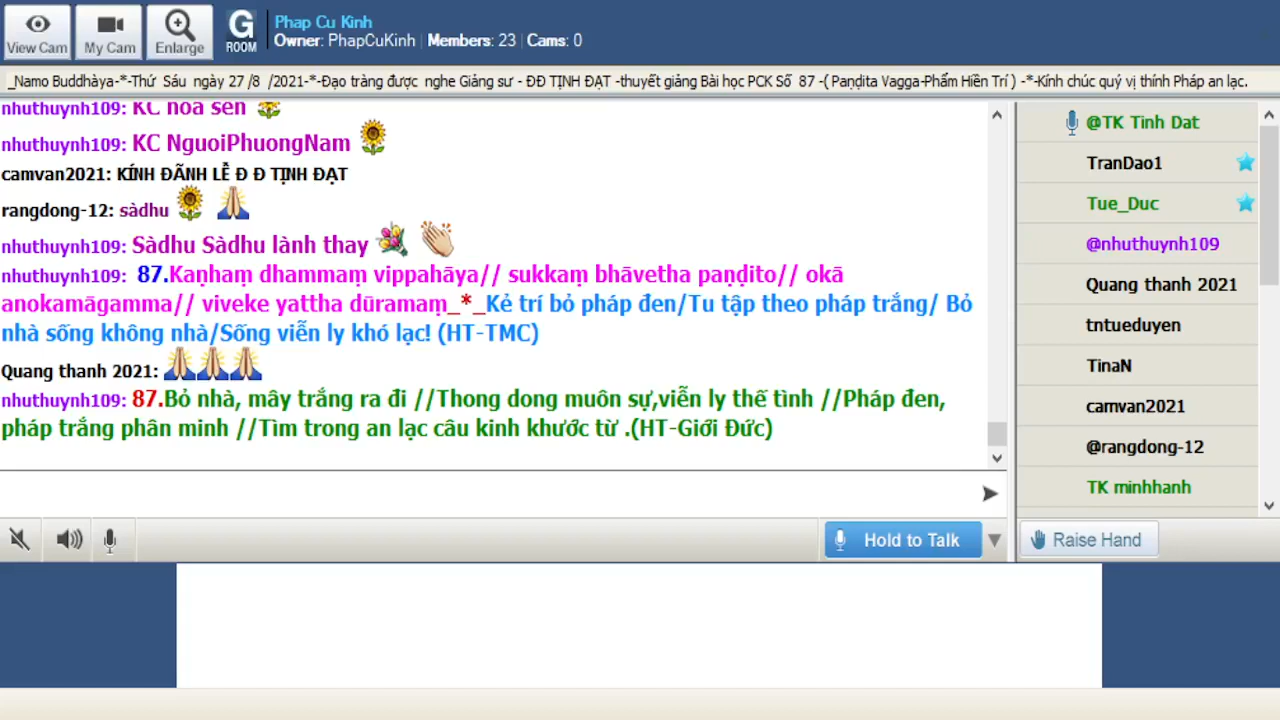 View Cam
My Cam
Enlarge
G
ROOM
Phap Cu Kinh
Owner: PhapCuKinh | Members: 23 | Cams: 0
_Namo Buddhàya-*-Thứ Sáu ngày 27 /8 /2021-*-Đạo tràng được nghe Giảng sư - ĐĐ TỊNH ĐẠT -thuyết giảng Bài học PCK Số 87 -( Paṇḍita Vagga-Phẩm Hiền Trí ) -*-Kính chúc quý vị thính Pháp an lạc.
nhuthuynh109: KC hoa sen
nhuthuynh109: KC NguoiPhuongNam
camvan2021: KÍNH ĐÃNH LỄ Đ Đ TỊNH ĐẠT
rangdong-12: sàdhu
nhuthuynh109: Sàdhu Sàdhu lành thay
nhuthuynh109: 87.Kaṇhaṃ dhammaṃ vippahāya// sukkaṃ bhāvetha paṇḍito// okā
anokamāgamma// viveke yattha dūramaṃ_*_Kẻ trí bỏ pháp đen/Tu tập theo pháp trắng/ Bỏ
nhà sống không nhà/Sống viễn ly khó lạc! (HT-TMC)
Quang thanh 2021:
nhuthuynh109: 87.Bỏ nhà, mây trắng ra đi //Thong dong muôn sự,viễn ly thế tình //Pháp đen,
pháp trắng phân minh //Tìm trong an lạc câu kinh khước từ .(HT-Giới Đức)
@TK Tinh Dat
TranDao1
Tue_Duc
@nhuthuynh109
Quang thanh 2021
tntueduyen
TinaN
camvan2021
@rangdong-12
TK minhhanh
Hold to Talk
Raise Hand